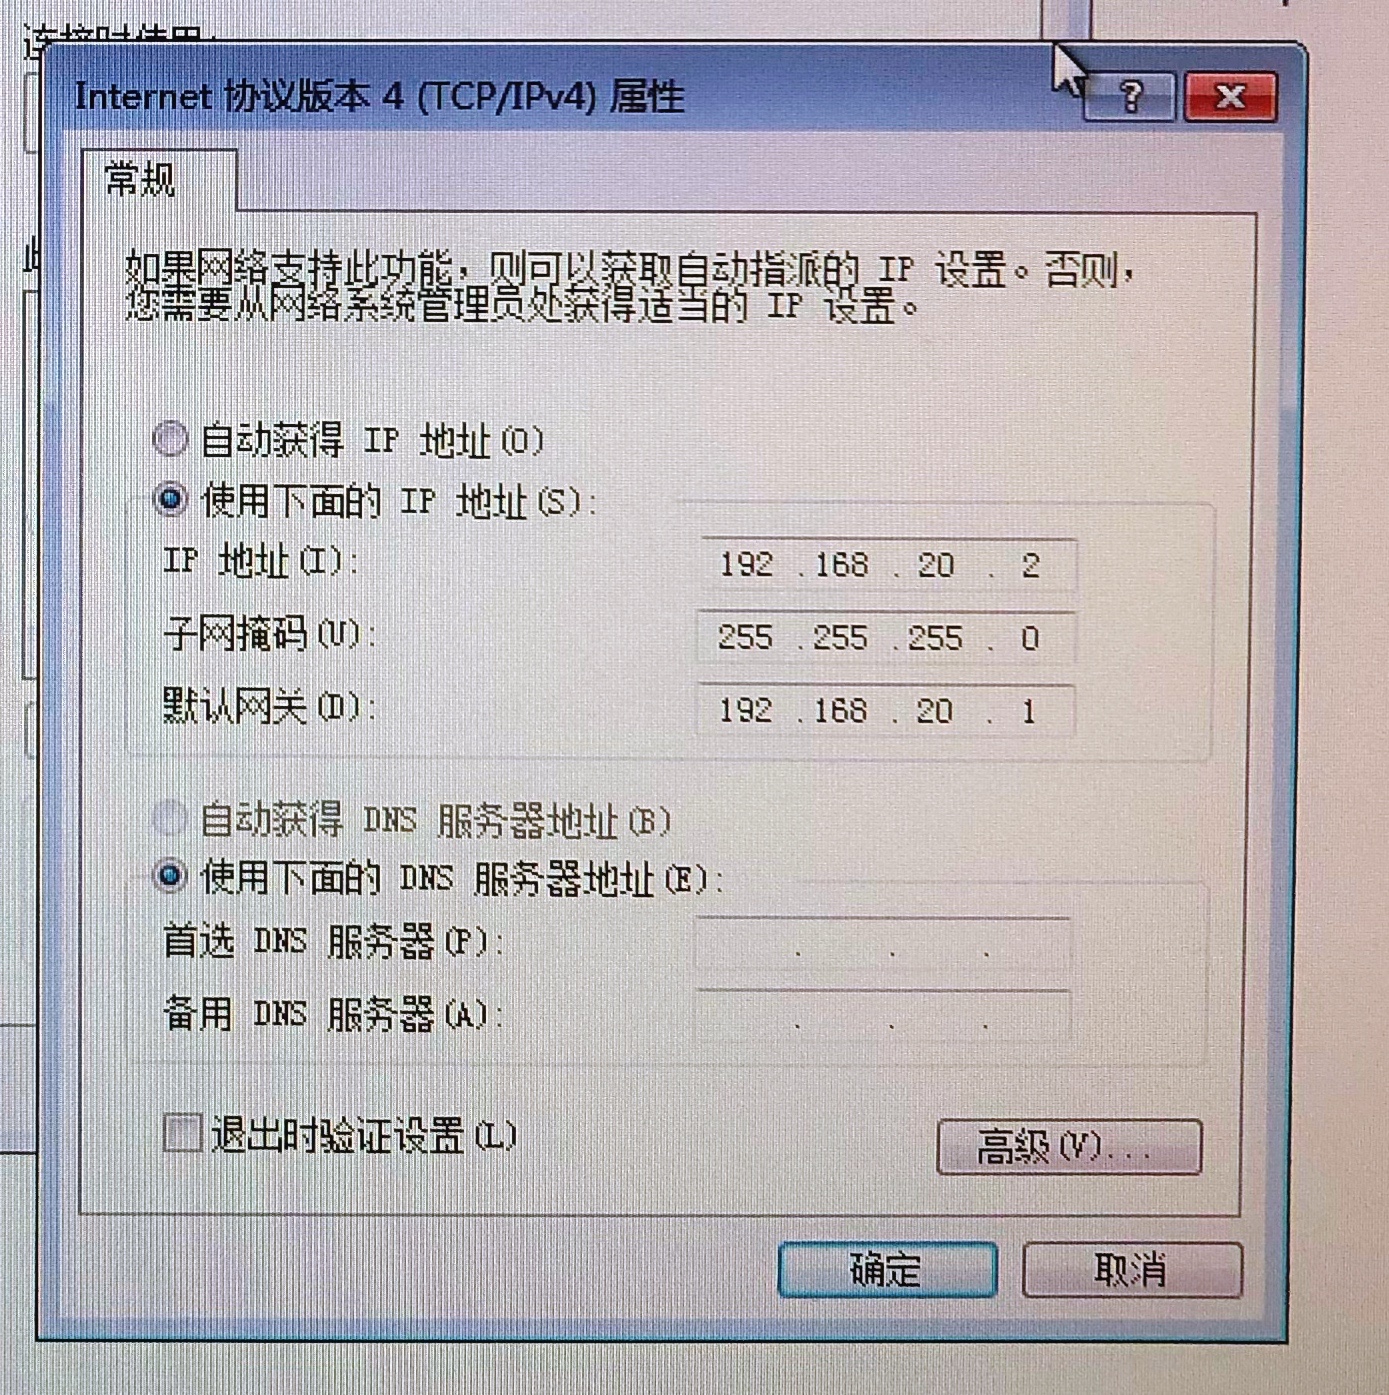 连接时使用:
Internet 协议版本 4 (TCP/IPv4) 属性
常规
如果网络支持此功能，则可以获取自动指派的 IP 设置。否则，
您需要从网络系统管理员处获得适当的 IP 设置。
自动获得 IP 地址(O)
使用下面的 IP 地址(S):
IP 地址(I): 192 . 168 . 20 . 2
子网掩码(U): 255 . 255 . 255 . 0
默认网关(D): 192 . 168 . 20 . 1
自动获得 DNS 服务器地址(B)
使用下面的 DNS 服务器地址(E):
首选 DNS 服务器(P): . . .
备用 DNS 服务器(A): . . .
退出时验证设置(L)
高级(V)...
确定 取消